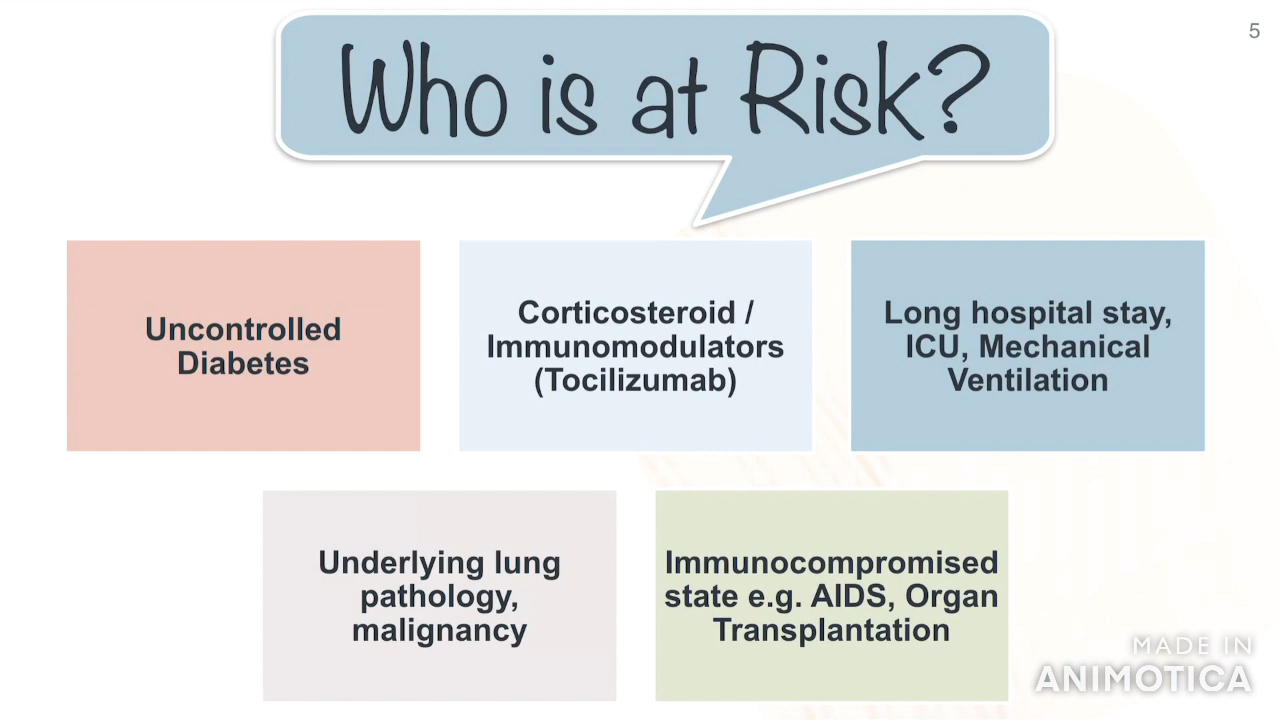 5
Who is at Risk?
Uncontrolled
Diabetes
Corticosteroid /
Immunomodulators
(Tocilizumab)
Long hospital stay,
ICU, Mechanical
Ventilation
Underlying lung
pathology,
malignancy
Immunocompromised
state e.g. AIDS, Organ
Transplantation
MADE IN
ANIMOTICA